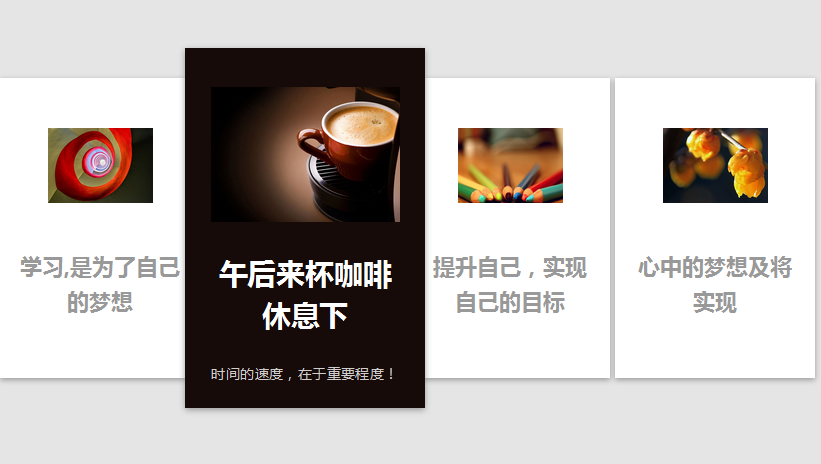 学习,是为了自己
的梦想
午后来杯咖啡
休息下
时间的速度，在于重要程度！
提升自己，实现
自己的目标
心中的梦想及将
实现